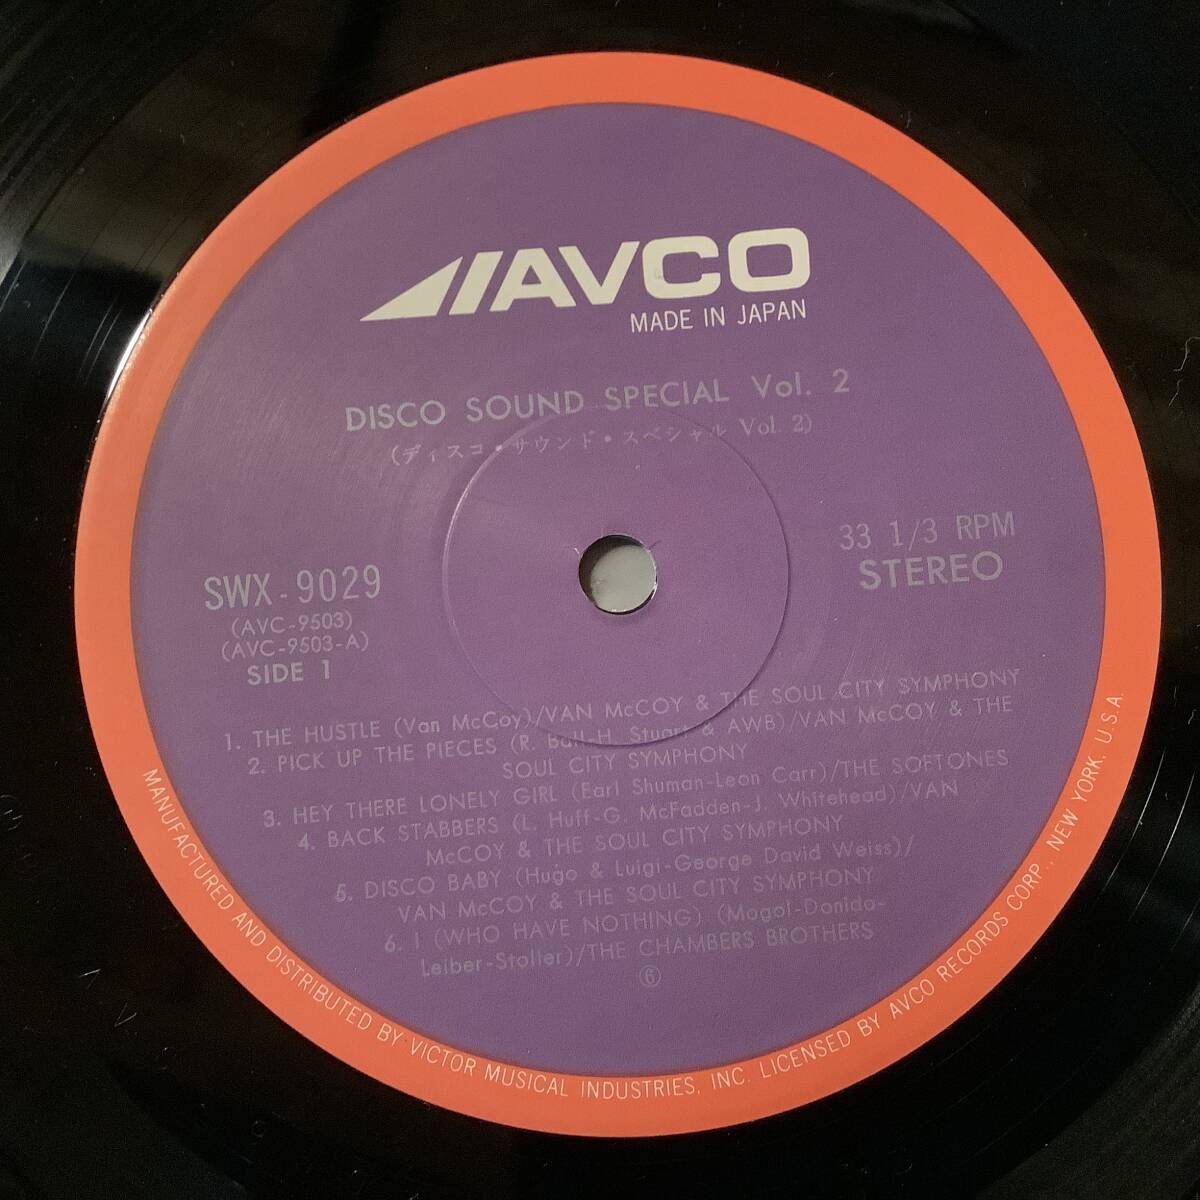 AVCO
MADE IN JAPAN
DISCO SOUND SPECIAL Vol. 2
(ディスコ・サウンド・スペシャル Vol. 2)
33 1/3 RPM
STEREO
SWX-9029
(AVC-9503)
(AVC-9503-A)
SIDE 1
1. THE HUSTLE (Van McCoy)/VAN McCOY & THE SOUL CITY SYMPHONY
2. PICK UP THE PIECES (R. Ball-H. Stuart & AWB)/VAN McCOY & THE
SOUL CITY SYMPHONY
3. HEY THERE LONELY GIRL (Earl Shuman-Leon Carr)/THE SOFTONES
4. BACK STABBERS (L. Huff-G. McFadden-J. Whitehead)/VAN
McCOY & THE SOUL CITY SYMPHONY
5. DISCO BABY (Hugo & Luigi-George David Weiss)/
VAN McCOY & THE SOUL CITY SYMPHONY
6. I (WHO HAVE NOTHING) (Mogol-Donida-
Leiber-Stoller)/THE CHAMBERS BROTHERS
⑥
MANUFACTURED AND DISTRIBUTED BY VICTOR MUSICAL INDUSTRIES, INC. LICENSED BY AVCO RECORDS CORP., NEW YORK, U.S.A.